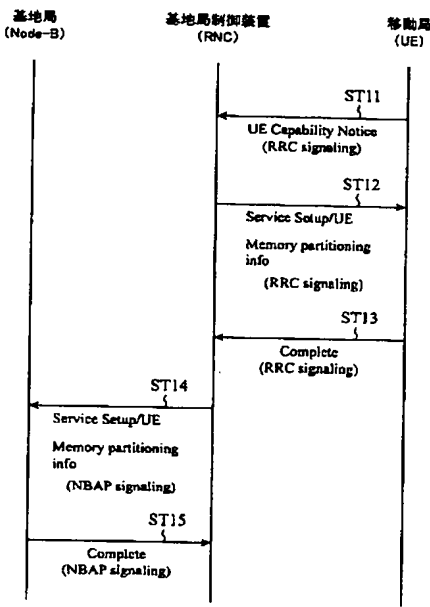 基地局
(Node-B)
基地局制御装置
(RNC)
移動局
(UE)
ST11
UE Capability Notice
(RRC signaling)
ST12
Service Setup/UE
Memory partitioning
info
(RRC signaling)
ST13
Complete
(RRC signaling)
ST14
Service Setup/UE
Memory partitioning
info
(NBAP signaling)
ST15
Complete
(NBAP signaling)